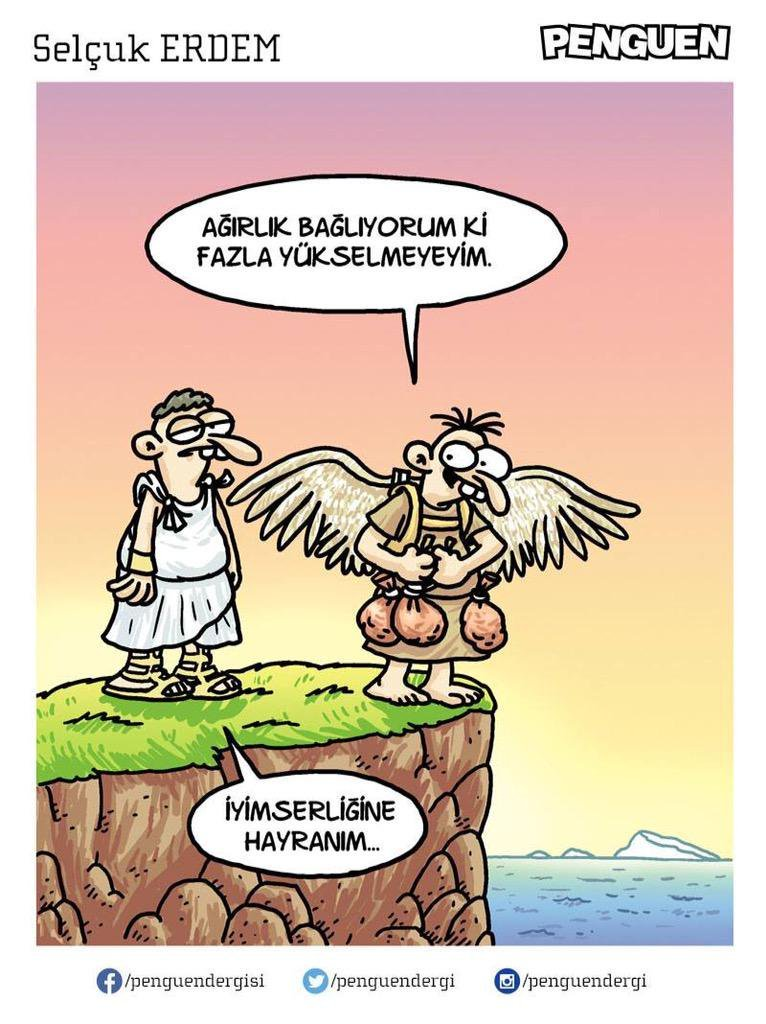 Selçuk ERDEM
PENGUEN
AĞIRLIK BAĞLIYORUM Kİ
FAZLA YÜKSELMEYEYİM.
İYİMSERLİĞİNE
HAYRANIM...
/penguendergisi
/penguendergi
/penguendergi